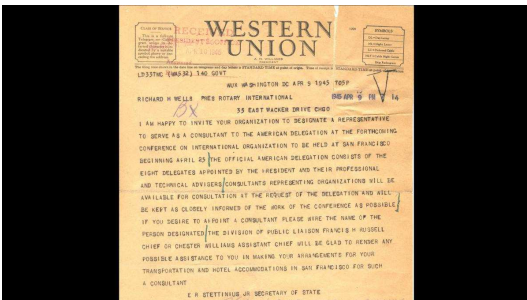 WESTERN
UNION
LD33TWC (WA532) 140 GOVT
WUX WASHINGTON DC APR 9 1945 705P
RICHARD H WELLS PRES ROTARY INTERNATIONAL
35 EAST WACKER DRIVE CHGO
1945 APR 9 PM 7 14
I AM HAPPY TO INVITE YOUR ORGANIZATION TO DESIGNATE A REPRESENTATIVE
TO SERVE AS A CONSULTANT TO THE AMERICAN DELEGATION AT THE FORTHCOMING
CONFERENCE ON INTERNATIONAL ORGANIZATION TO BE HELD AT SAN FRANCISCO
BEGINNING APRIL 25 THE OFFICIAL AMERICAN DELEGATION CONSISTS OF THE
EIGHT DELEGATES APPOINTED BY THE PRESIDENT AND THEIR PROFESSIONAL
AND TECHNICAL ADVISERS CONSULTANTS REPRESENTING ORGANIZATIONS WILL BE
AVAILABLE FOR CONSULTATION AT THE REQUEST OF THE DELEGATION AND WILL
BE KEPT AS CLOSELY INFORMED OF THE WORK OF THE CONFERENCE AS POSSIBLE
IF YOU DESIRE TO APPOINT A CONSULTANT PLEASE WIRE THE NAME OF THE
PERSON DESIGNATED THE DIVISION OF PUBLIC LIAISON FRANCIS H RUSSELL
CHIEF OR CHESTER WILLIAMS ASSISTANT CHIEF WILL BE GLAD TO RENDER ANY
POSSIBLE ASSISTANCE TO YOU IN MAKING YOUR ARRANGEMENTS FOR YOUR
TRANSPORTATION AND HOTEL ACCOMMODATIONS IN SAN FRANCISCO FOR SUCH
A CONSULTANT
E R STETTINIUS JR SECRETARY OF STATE